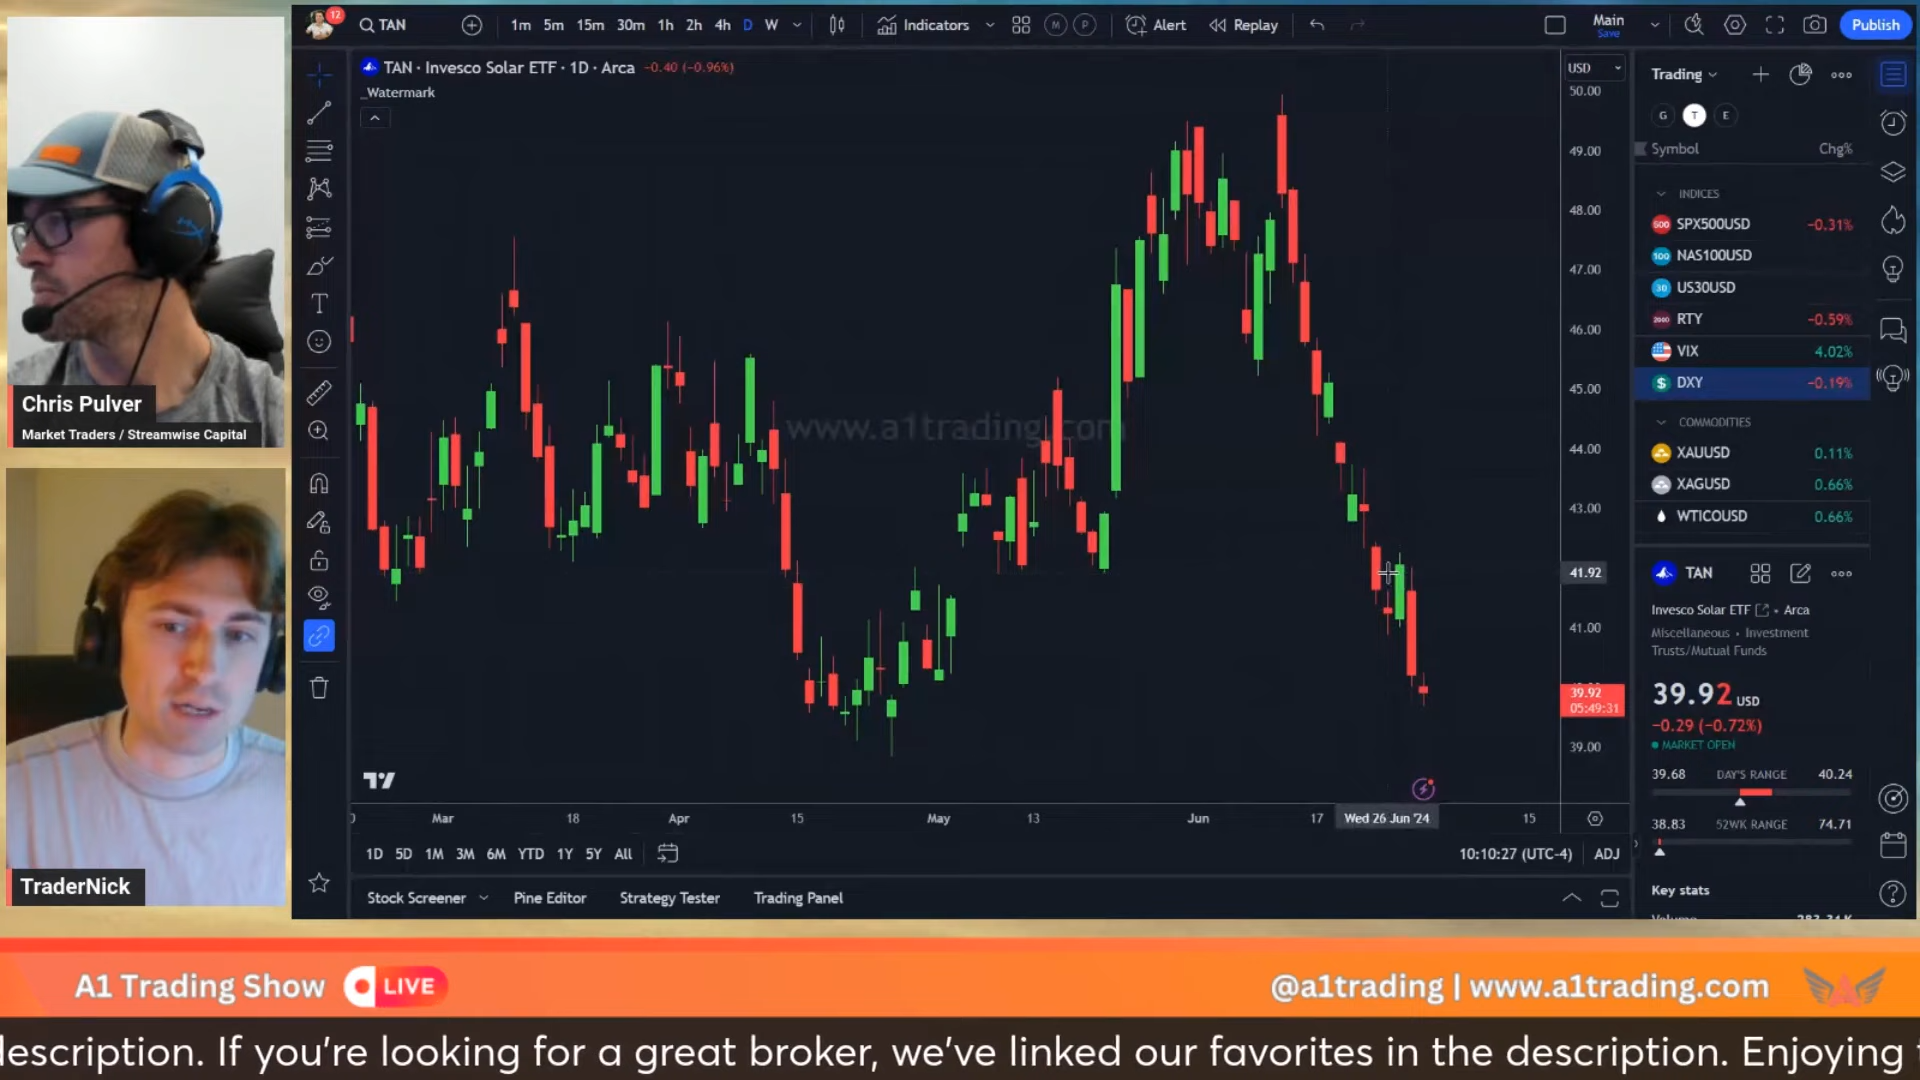 12
TAN
1m 5m 15m 30m 1h 2h 4h D W
Indicators
M P
Alert
Replay
Main
Save
Publish
TAN · Invesco Solar ETF · 1D · Arca −0.40 (−0.96%)
_Watermark
USD
50.00
49.00
48.00
47.00
46.00
45.00
44.00
43.00
41.92
41.00
39.92
05:49:31
39.00
www.a1trading.com
Mar 18 Apr 15 May 13 Jun 17 Wed 26 Jun '24 15
1D 5D 1M 3M 6M YTD 1Y 5Y All
10:10:27 (UTC-4) ADJ
Stock Screener Pine Editor Strategy Tester Trading Panel
Trading
G T E
Symbol Chg%
INDICES
500 SPX500USD −0.31%
100 NAS100USD
30 US30USD
2000 RTY −0.59%
VIX 4.02%
$ DXY −0.19%
COMMODITIES
XAUUSD 0.11%
XAGUSD 0.66%
WTICOUSD 0.66%
TAN
Invesco Solar ETF • Arca
Miscellaneous • Investment
Trusts/Mutual Funds
39.92 USD
−0.29 (−0.72%)
MARKET OPEN
39.68 DAY'S RANGE 40.24
38.83 52WK RANGE 74.71
Key stats
Chris Pulver
Market Traders / Streamwise Capital
TraderNick
A1 Trading Show LIVE
@a1trading | www.a1trading.com
description. If you're looking for a great broker, we've linked our favorites in the description. Enjoying